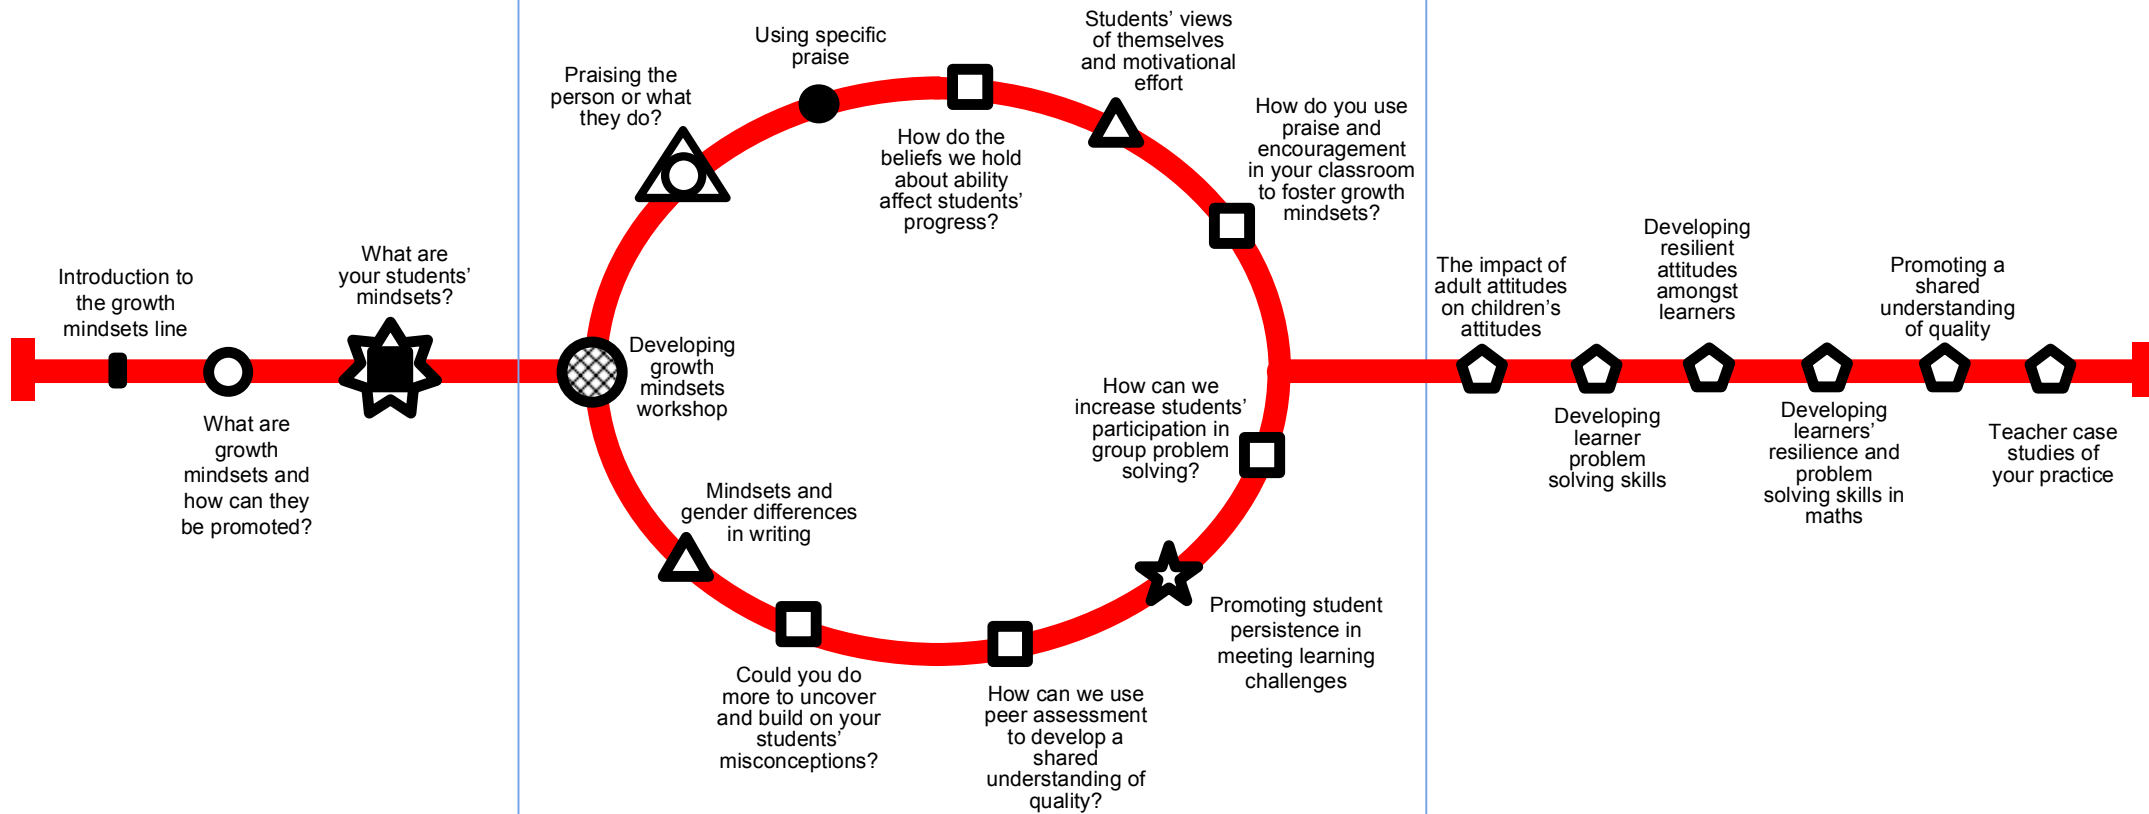 Introduction to
the growth
mindsets line
What are
growth
mindsets and
how can they
be promoted?
What are
your students’
mindsets?
Developing
growth
mindsets
workshop
Praising the
person or what
they do?
Using specific
praise
How do the
beliefs we hold
about ability
affect students’
progress?
Students’ views
of themselves
and motivational
effort
How do you use
praise and
encouragement
in your classroom
to foster growth
mindsets?
Mindsets and
gender differences
in writing
Could you do
more to uncover
and build on your
students’
misconceptions?
How can we use
peer assessment
to develop a
shared
understanding of
quality?
Promoting student
persistence in
meeting learning
challenges
How can we
increase students’
participation in
group problem
solving?
The impact of
adult attitudes
on children’s
attitudes
Developing
learner
problem
solving skills
Developing
resilient
attitudes
amongst
learners
Developing
learners’
resilience and
problem
solving skills in
maths
Promoting a
shared
understanding
of quality
Teacher case
studies of
your practice